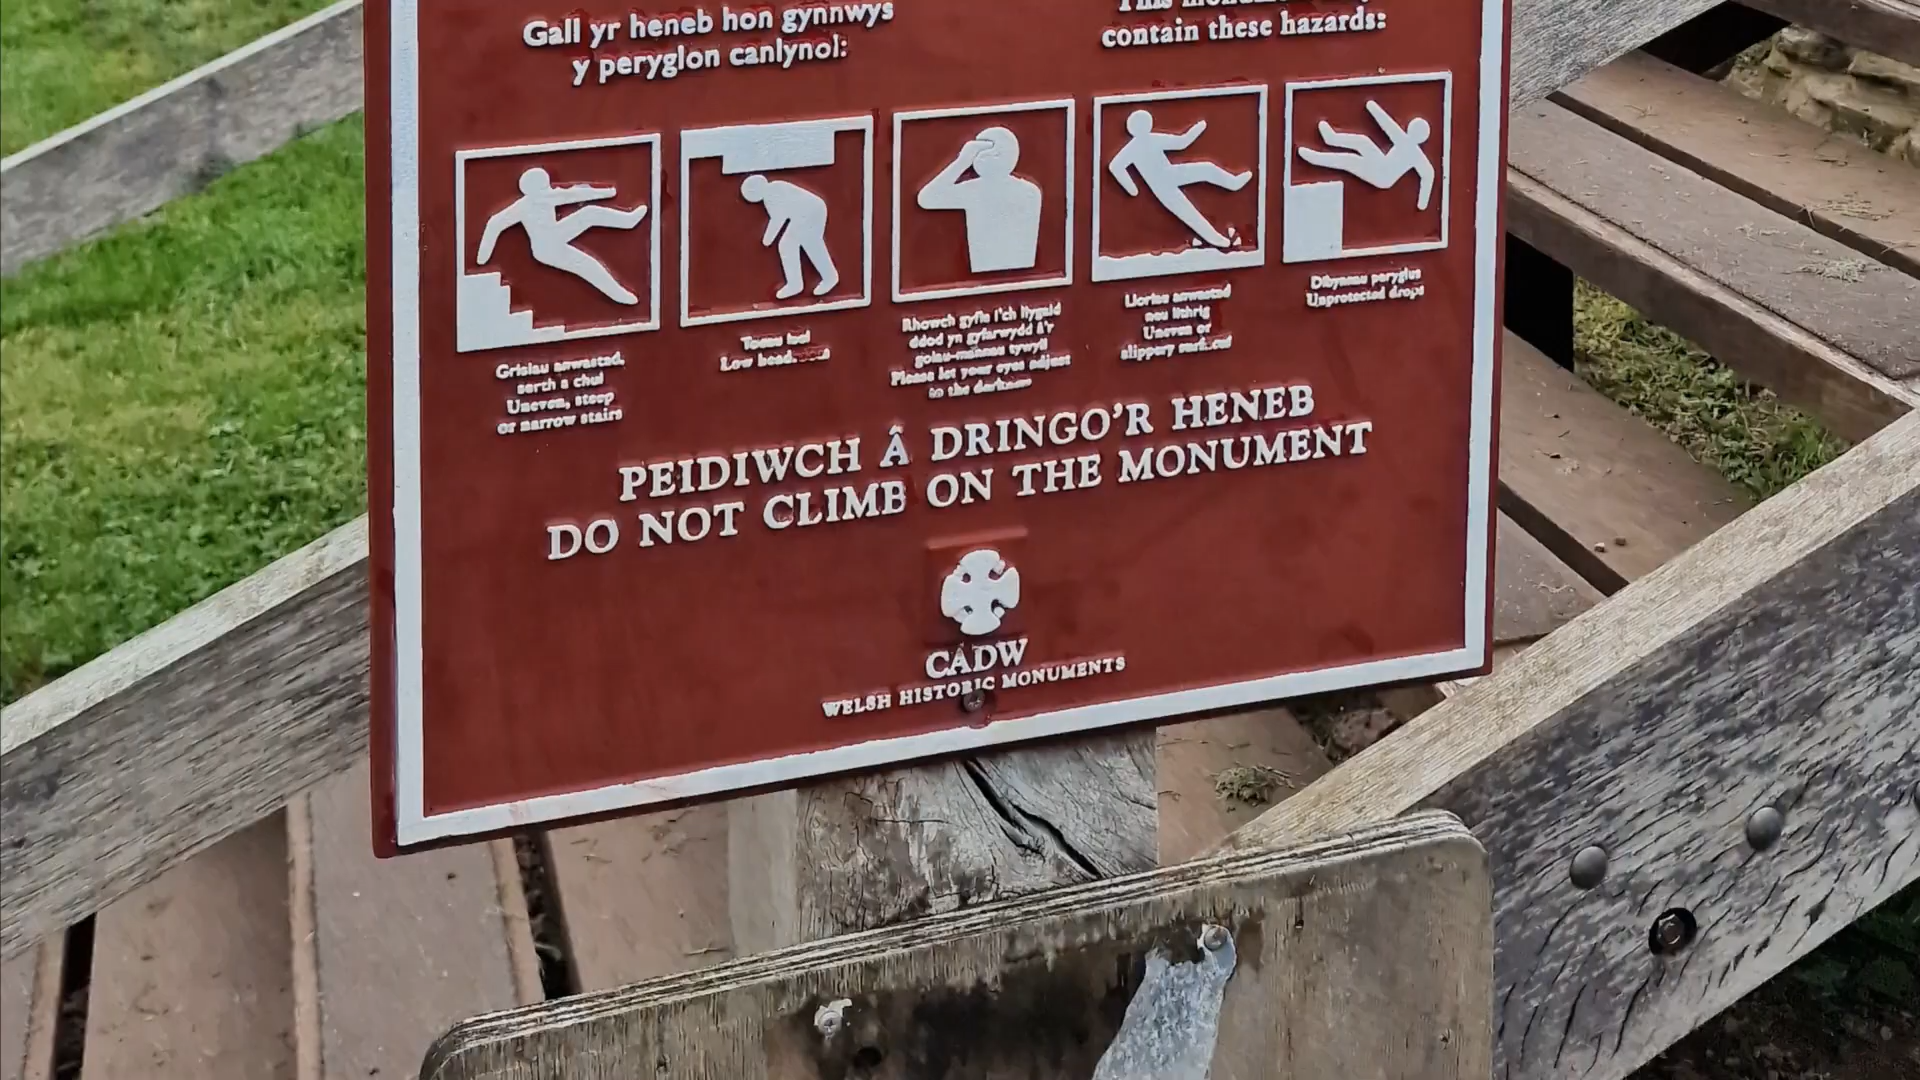 Gall yr heneb hon gynnwys
y peryglon canlynol:
This
contain these hazards:
Grisiau anwastad,
serth a chul
Uneven, steep
or narrow stairs
Low
Rhowch gyfle i'ch llygaid
ddod yn gyfarwydd â'r
golau-mannau tywyll
Please let your eyes adjust
to the darkness
Lloriau anwastad
neu llithrig
Uneven or
slippery
Dibynnau peryglus
Unprotected drops
PEIDIWCH Â DRINGO'R HENEB
DO NOT CLIMB ON THE MONUMENT
CADW
WELSH HISTORIC MONUMENTS